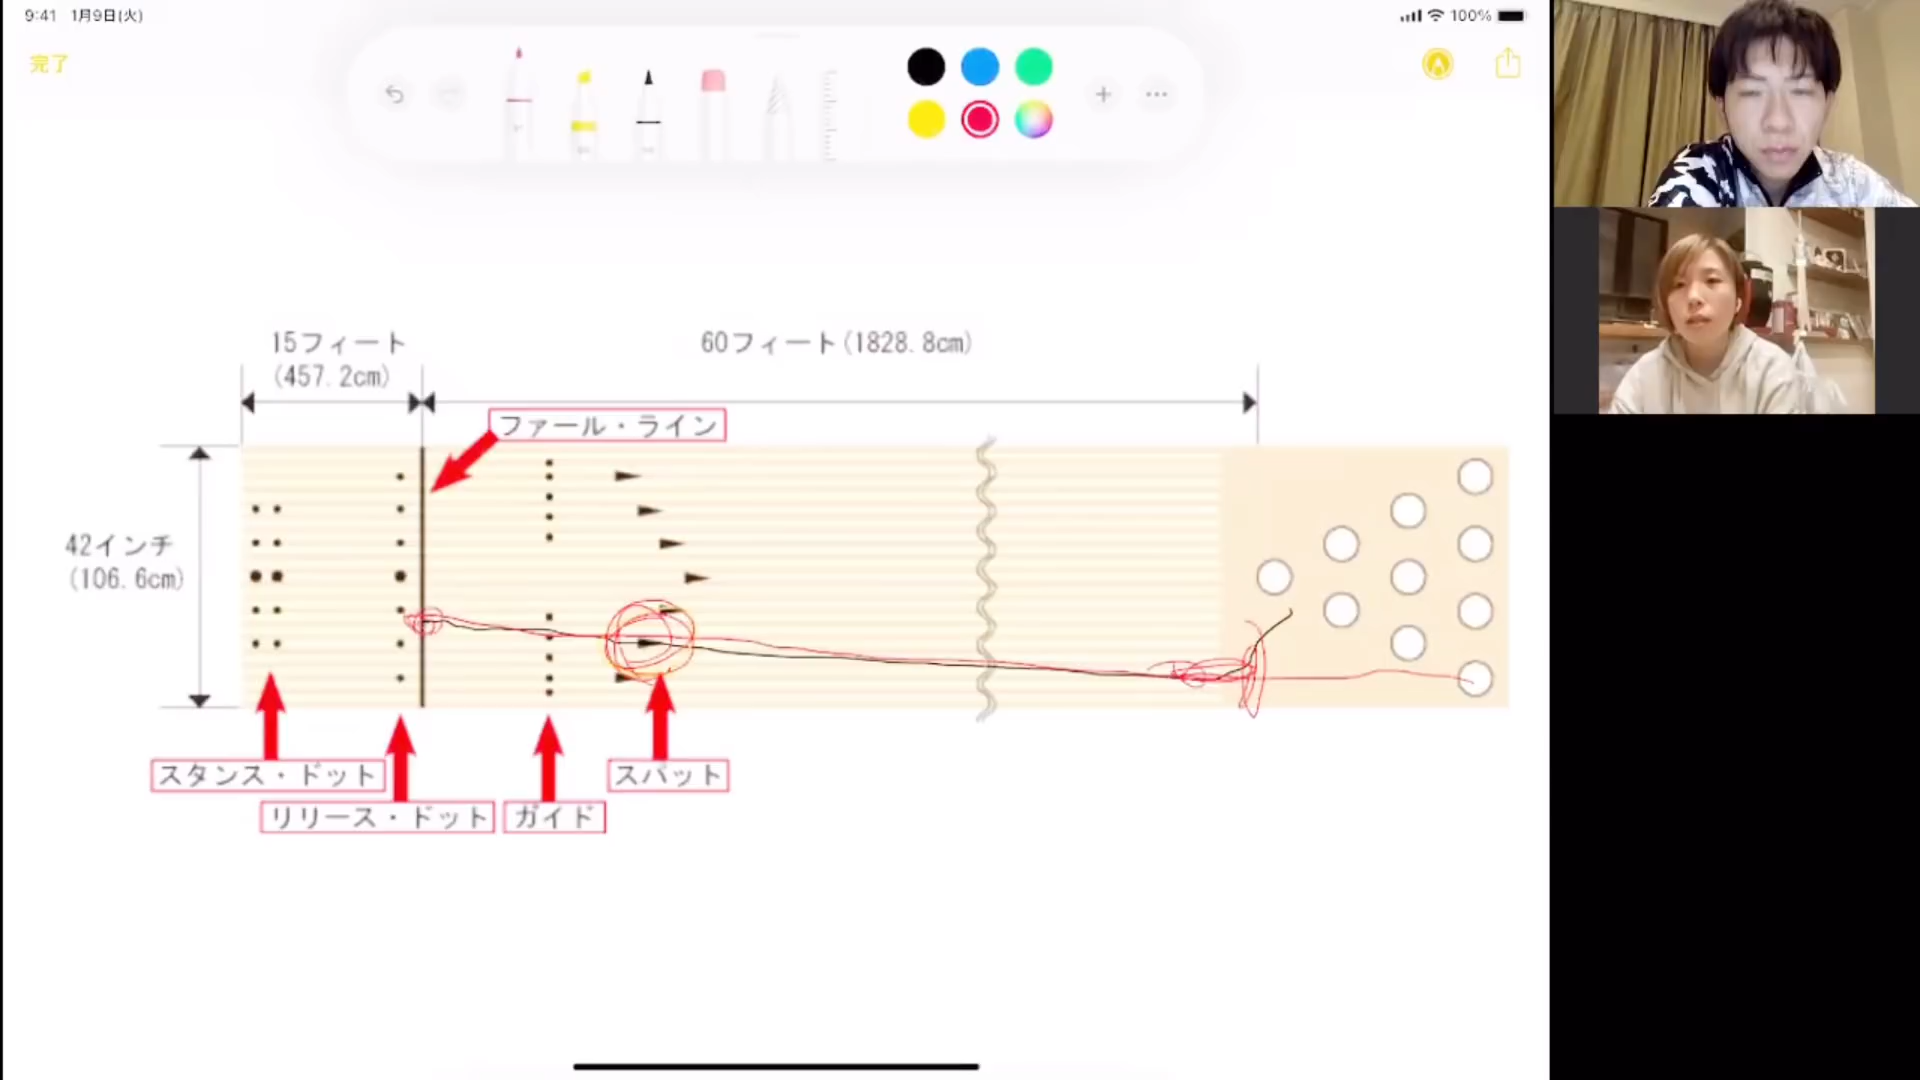 9:41 1月9日(火)
100%
完了
15フィート
(457.2cm)
60フィート(1828.8cm)
ファール・ライン
42インチ
(106.6cm)
スタンス・ドット
スパット
リリース・ドット
ガイド